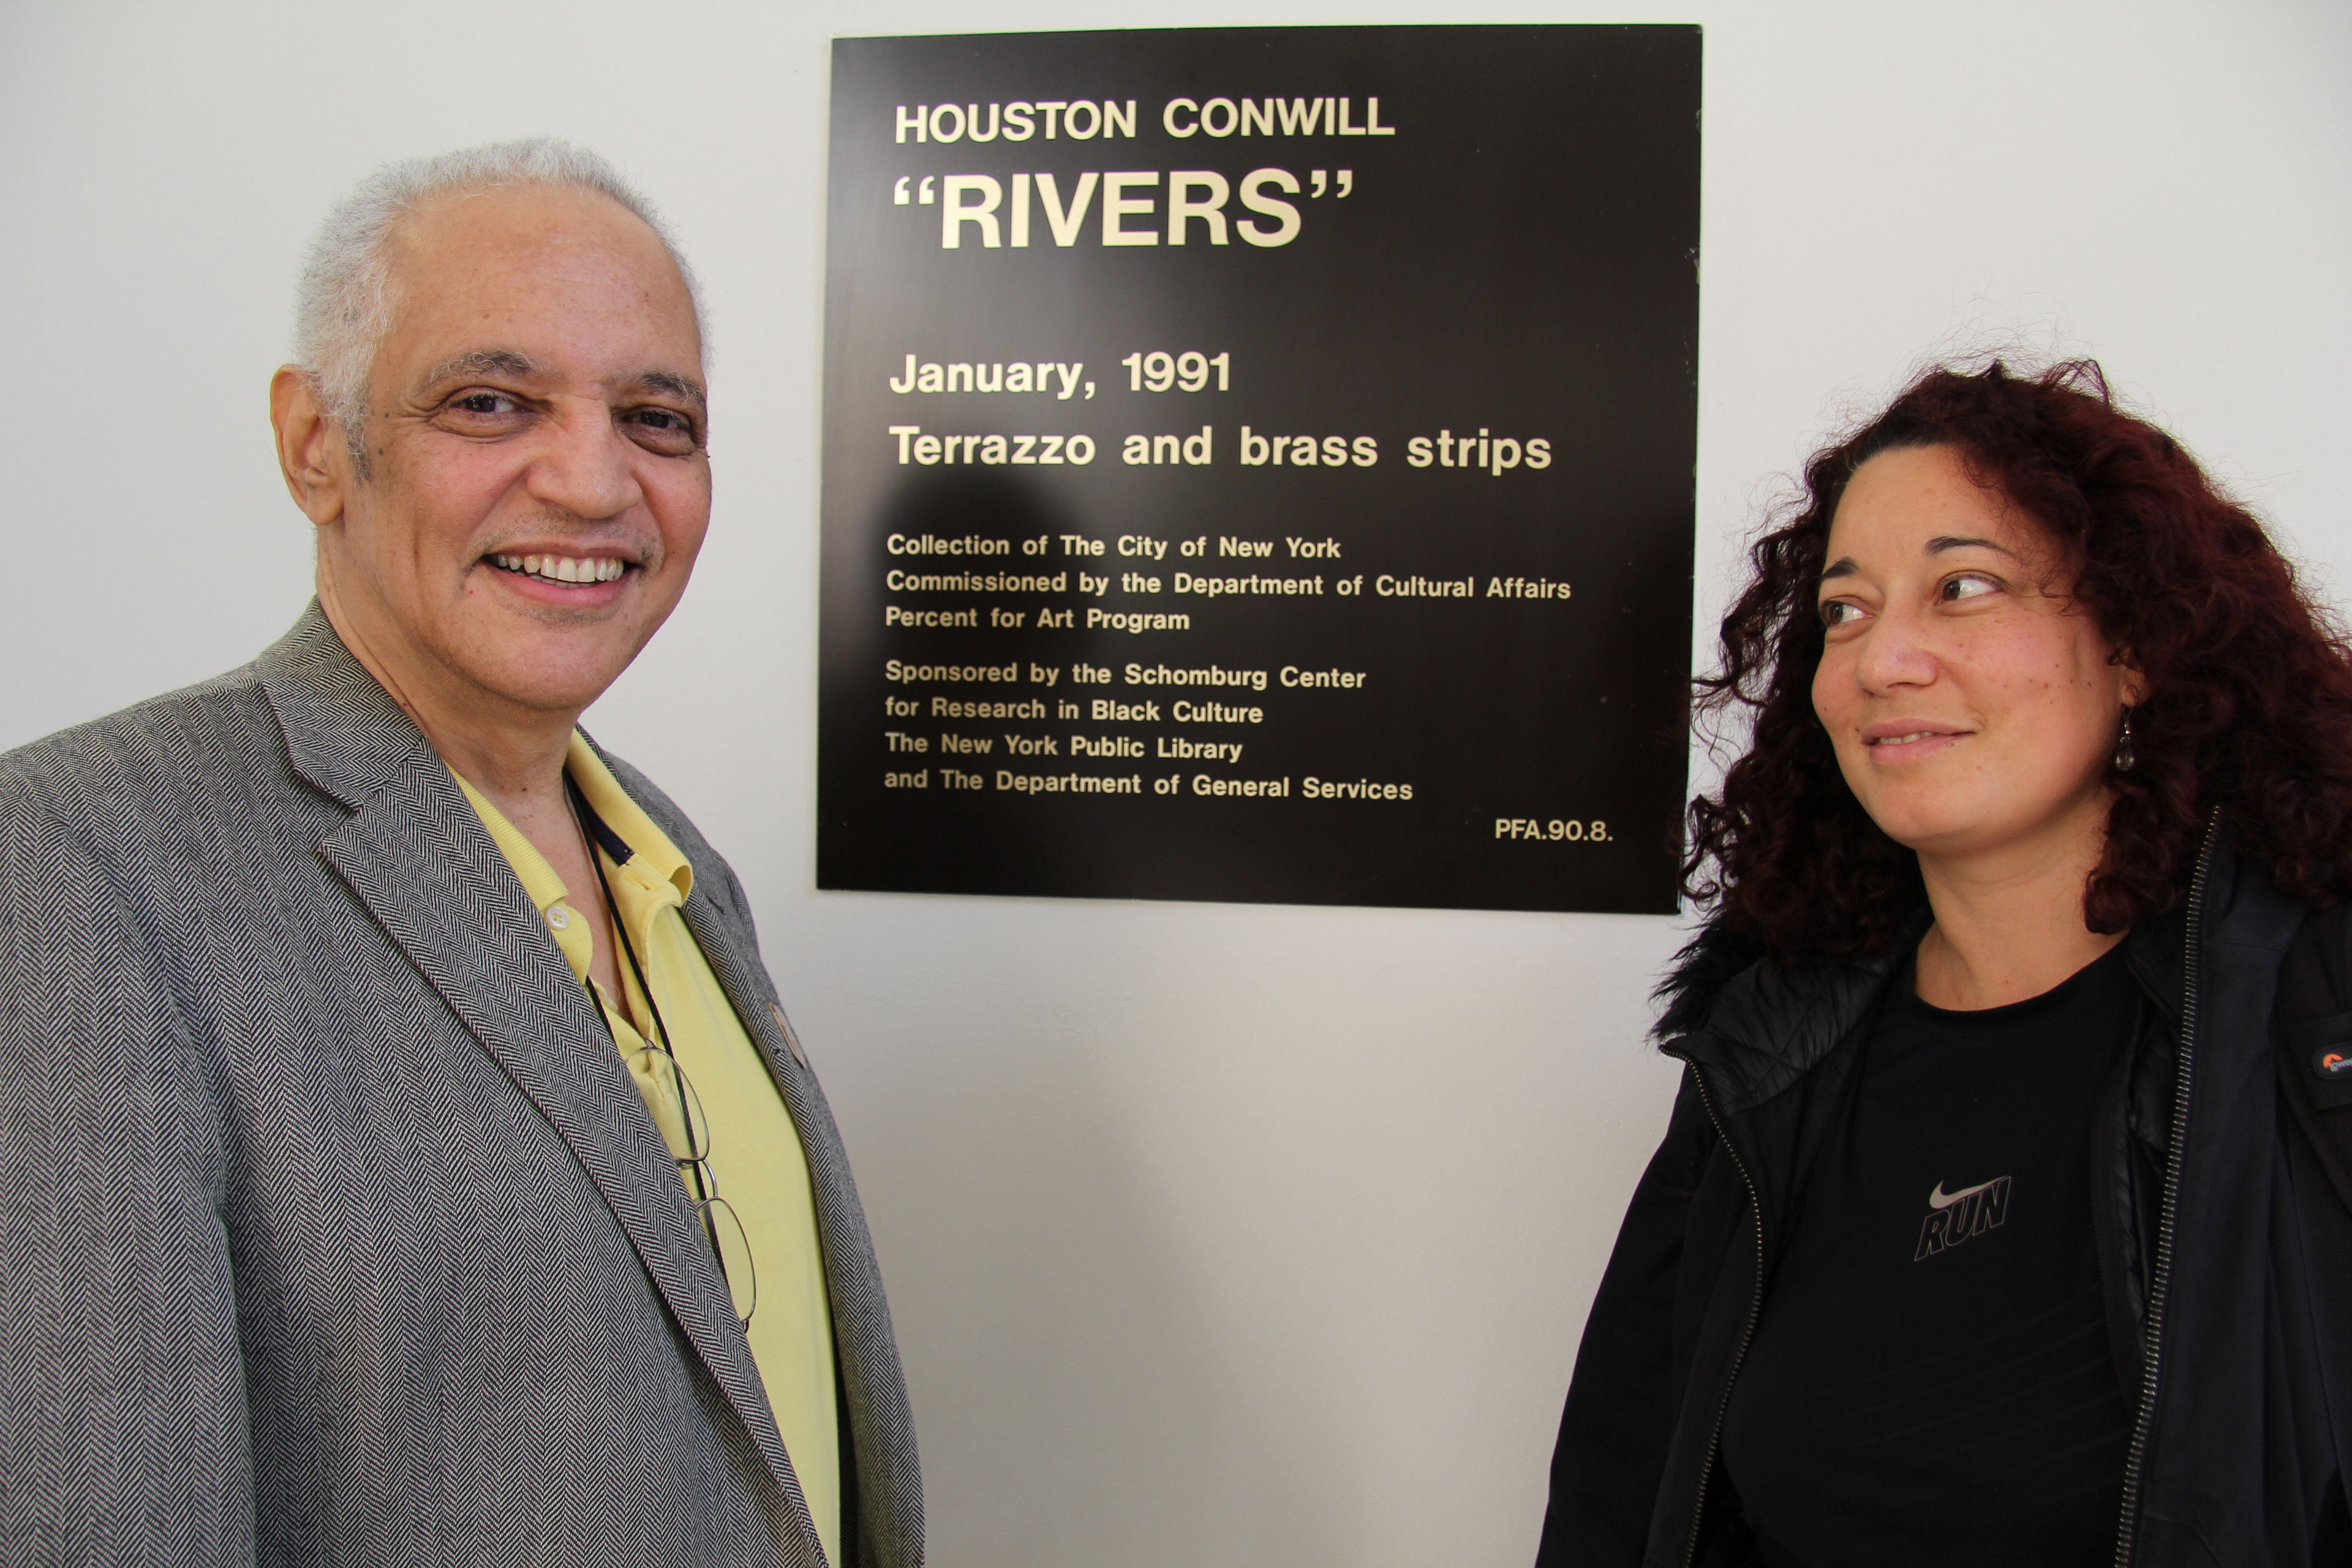 HOUSTON CONWILL
“RIVERS”
January, 1991
Terrazzo and brass strips
Collection of The City of New York
Commissioned by the Department of Cultural Affairs
Percent for Art Program
Sponsored by the Schomburg Center
for Research in Black Culture
The New York Public Library
and The Department of General Services
PFA.90.8.
RUN